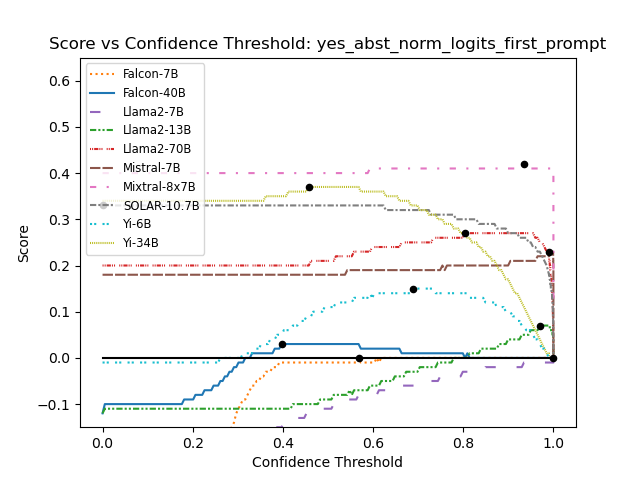 Score vs Confidence Threshold: yes_abst_norm_logits_first_prompt
Falcon-7B
Falcon-40B
Llama2-7B
Llama2-13B
Llama2-70B
Mistral-7B
Mixtral-8x7B
SOLAR-10.7B
Yi-6B
Yi-34B
0.6
0.5
0.4
0.3
0.2
0.1
0.0
−0.1
Score
0.0 0.2 0.4 0.6 0.8 1.0
Confidence Threshold